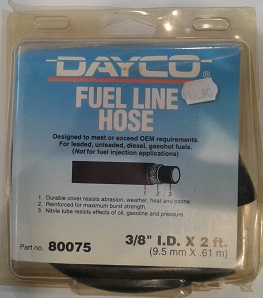 DAYCO®
10.90
FUEL LINE
HOSE
Designed to meet or exceed OEM requirements.
For leaded, unleaded, diesel, gasohol fuels.
(Not for fuel injection applications)
1. Durable cover resists abrasion, weather, heat and ozone.
2. Reinforced for maximum burst strength.
3. Nitrile tube resists effects of oil, gasoline and pressure.
Part no. 80075
3/8" I.D. X 2 ft.
(9.5 mm X .61 m)